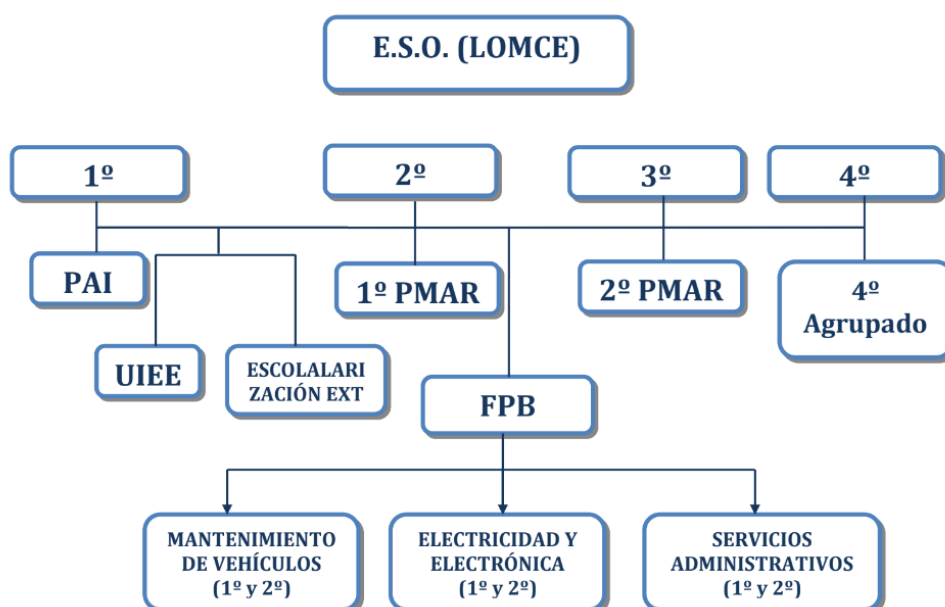 E.S.O. (LOMCE)
1º
2º
3º
4º
PAI
1º PMAR
2º PMAR
4º
Agrupado
UIEE
ESCOLALARI
ZACIÓN EXT
FPB
MANTENIMIENTO
DE VEHÍCULOS
(1º y 2º)
ELECTRICIDAD Y
ELECTRÓNICA
(1º y 2º)
SERVICIOS
ADMINISTRATIVOS
(1º y 2º)